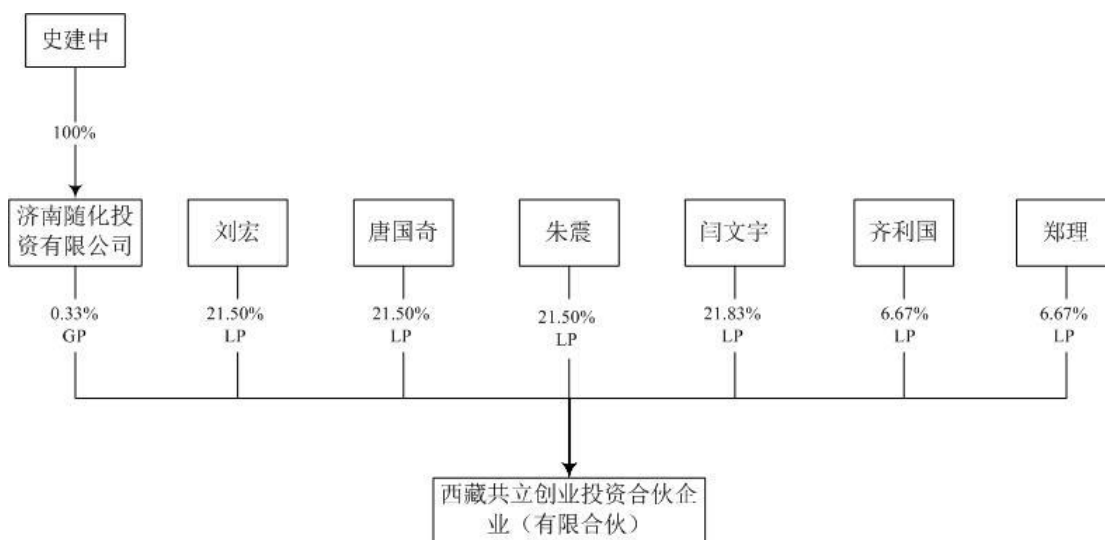 史建中
100%
济南随化投
资有限公司
刘宏
唐国奇
朱震
闫文宇
齐利国
郑理
0.33%
GP
21.50%
LP
21.50%
LP
21.50%
LP
21.83%
LP
6.67%
LP
6.67%
LP
西藏共立创业投资合伙企
业（有限合伙）